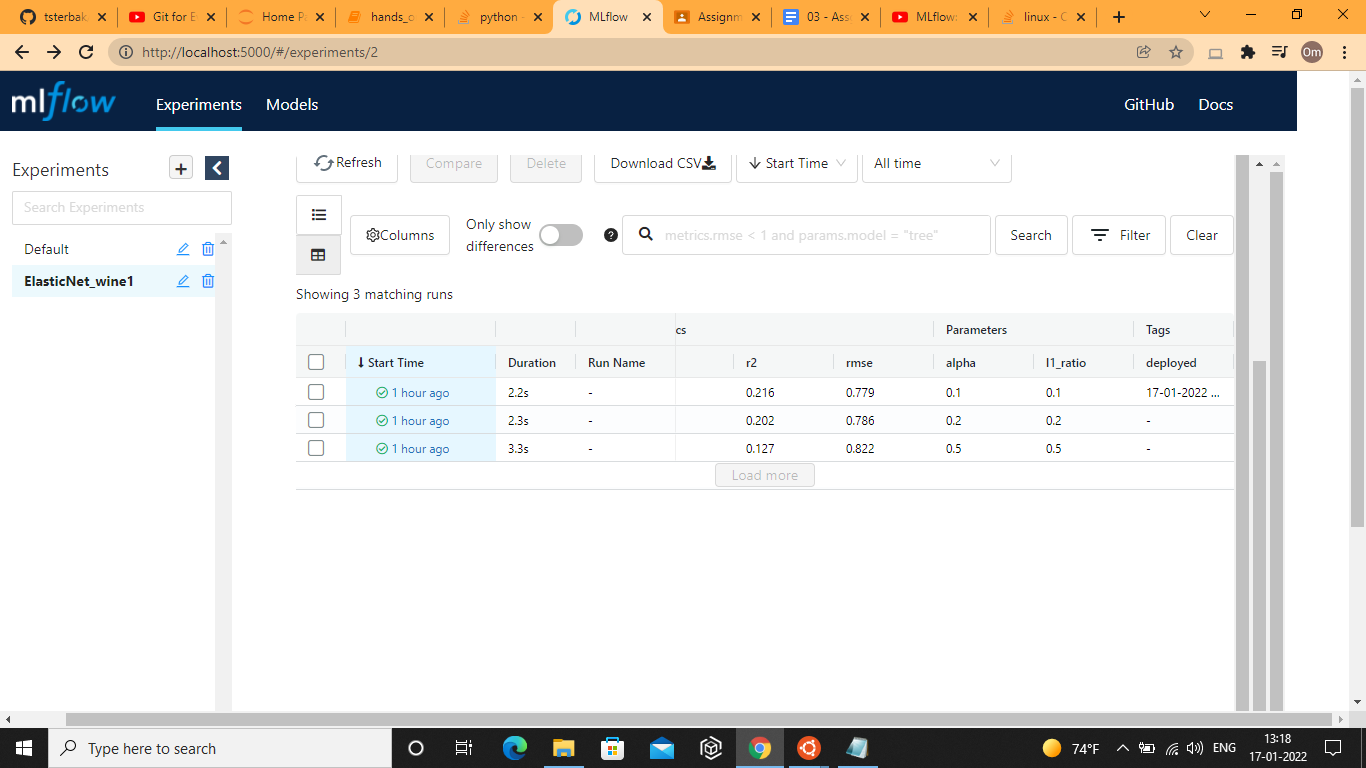 tsterbak,
Git for E
Home P
hands_o
python -
MLflow
Assignm
03 - Ass
MLflow:
linux - C
http://localhost:5000/#/experiments/2
Om
mlflow
Experiments
Models
GitHub
Docs
Experiments
Search Experiments
Default
ElasticNet_wine1
Refresh
Compare
Delete
Download CSV
Start Time
All time
Columns
Only show
differences
metrics.rmse < 1 and params.model = "tree"
Search
Filter
Clear
Showing 3 matching runs
cs Parameters Tags
Start Time Duration Run Name r2 rmse alpha l1_ratio deployed
1 hour ago 2.2s - 0.216 0.779 0.1 0.1 17-01-2022 ...
1 hour ago 2.3s - 0.202 0.786 0.2 0.2 -
1 hour ago 3.3s - 0.127 0.822 0.5 0.5 -
Load more
Type here to search
74°F
ENG
13:18
17-01-2022